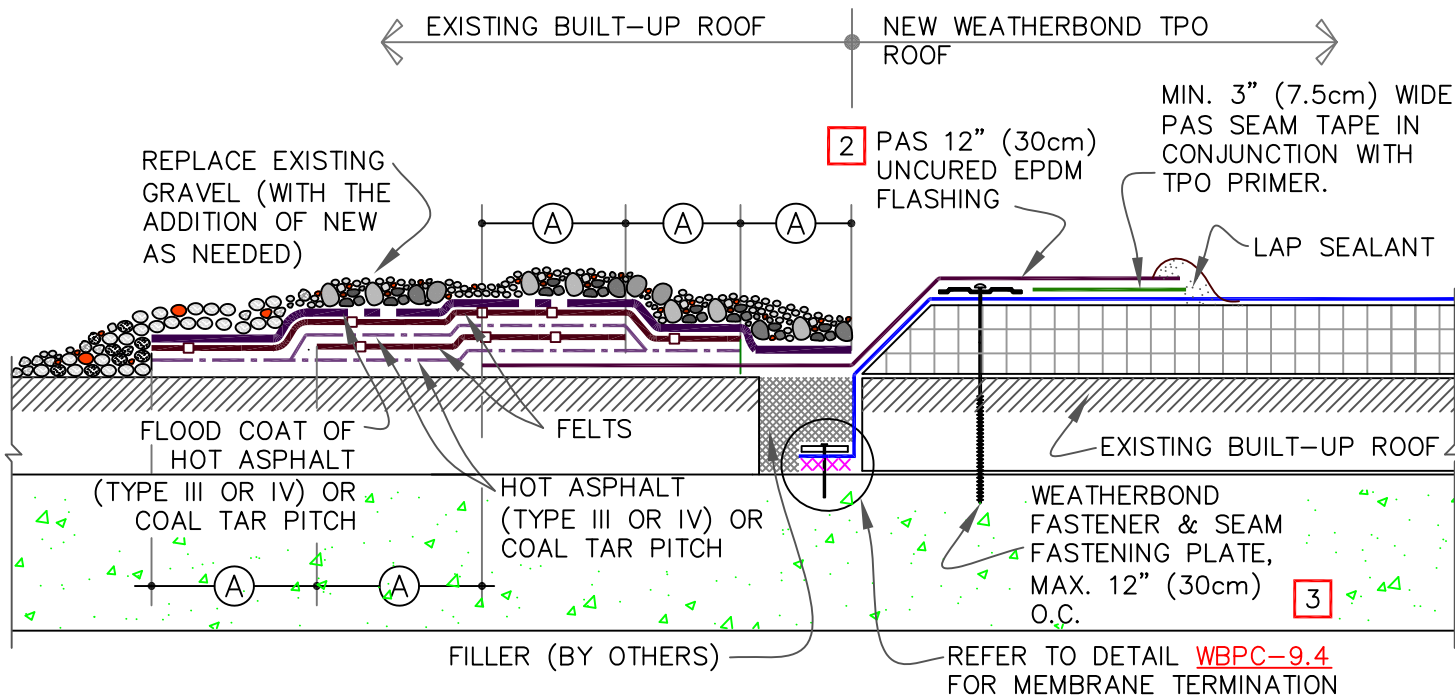 EXISTING BUILT-UP ROOF
NEW WEATHERBOND TPO
ROOF
MIN. 3" (7.5cm) WIDE
PAS SEAM TAPE IN
CONJUNCTION WITH
TPO PRIMER.
2
PAS 12" (30cm)
UNCURED EPDM
FLASHING
REPLACE EXISTING
GRAVEL (WITH THE
ADDITION OF NEW
AS NEEDED)
A
A
A
LAP SEALANT
FLOOD COAT OF
HOT ASPHALT
(TYPE III OR IV) OR
COAL TAR PITCH
FELTS
HOT ASPHALT
(TYPE III OR IV) OR
COAL TAR PITCH
EXISTING BUILT-UP ROOF
WEATHERBOND
FASTENER & SEAM
FASTENING PLATE,
MAX. 12" (30cm)
O.C.
3
A
A
FILLER (BY OTHERS)
REFER TO DETAIL WBPC-9.4
FOR MEMBRANE TERMINATION